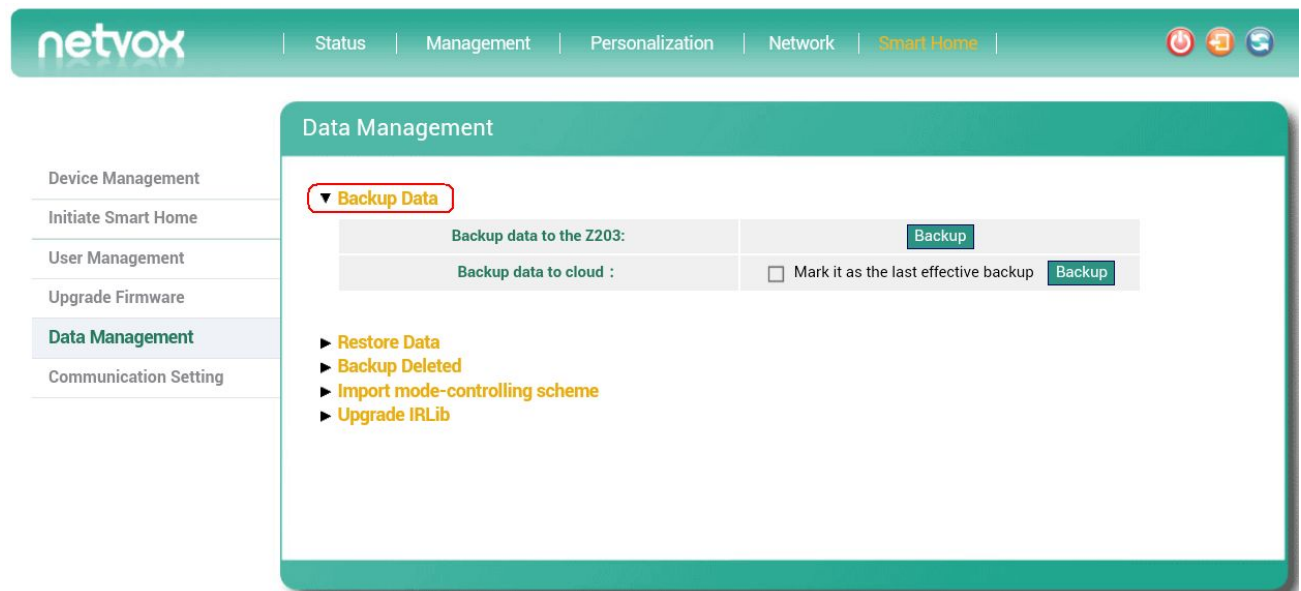 netvox
Status | Management | Personalization | Network | Smart Home |
Data Management
Device Management
Initiate Smart Home
User Management
Upgrade Firmware
Data Management
Communication Setting
▼ Backup Data
Backup data to the Z203: Backup
Backup data to cloud： Mark it as the last effective backup Backup
► Restore Data
► Backup Deleted
► Import mode-controlling scheme
► Upgrade IRLib